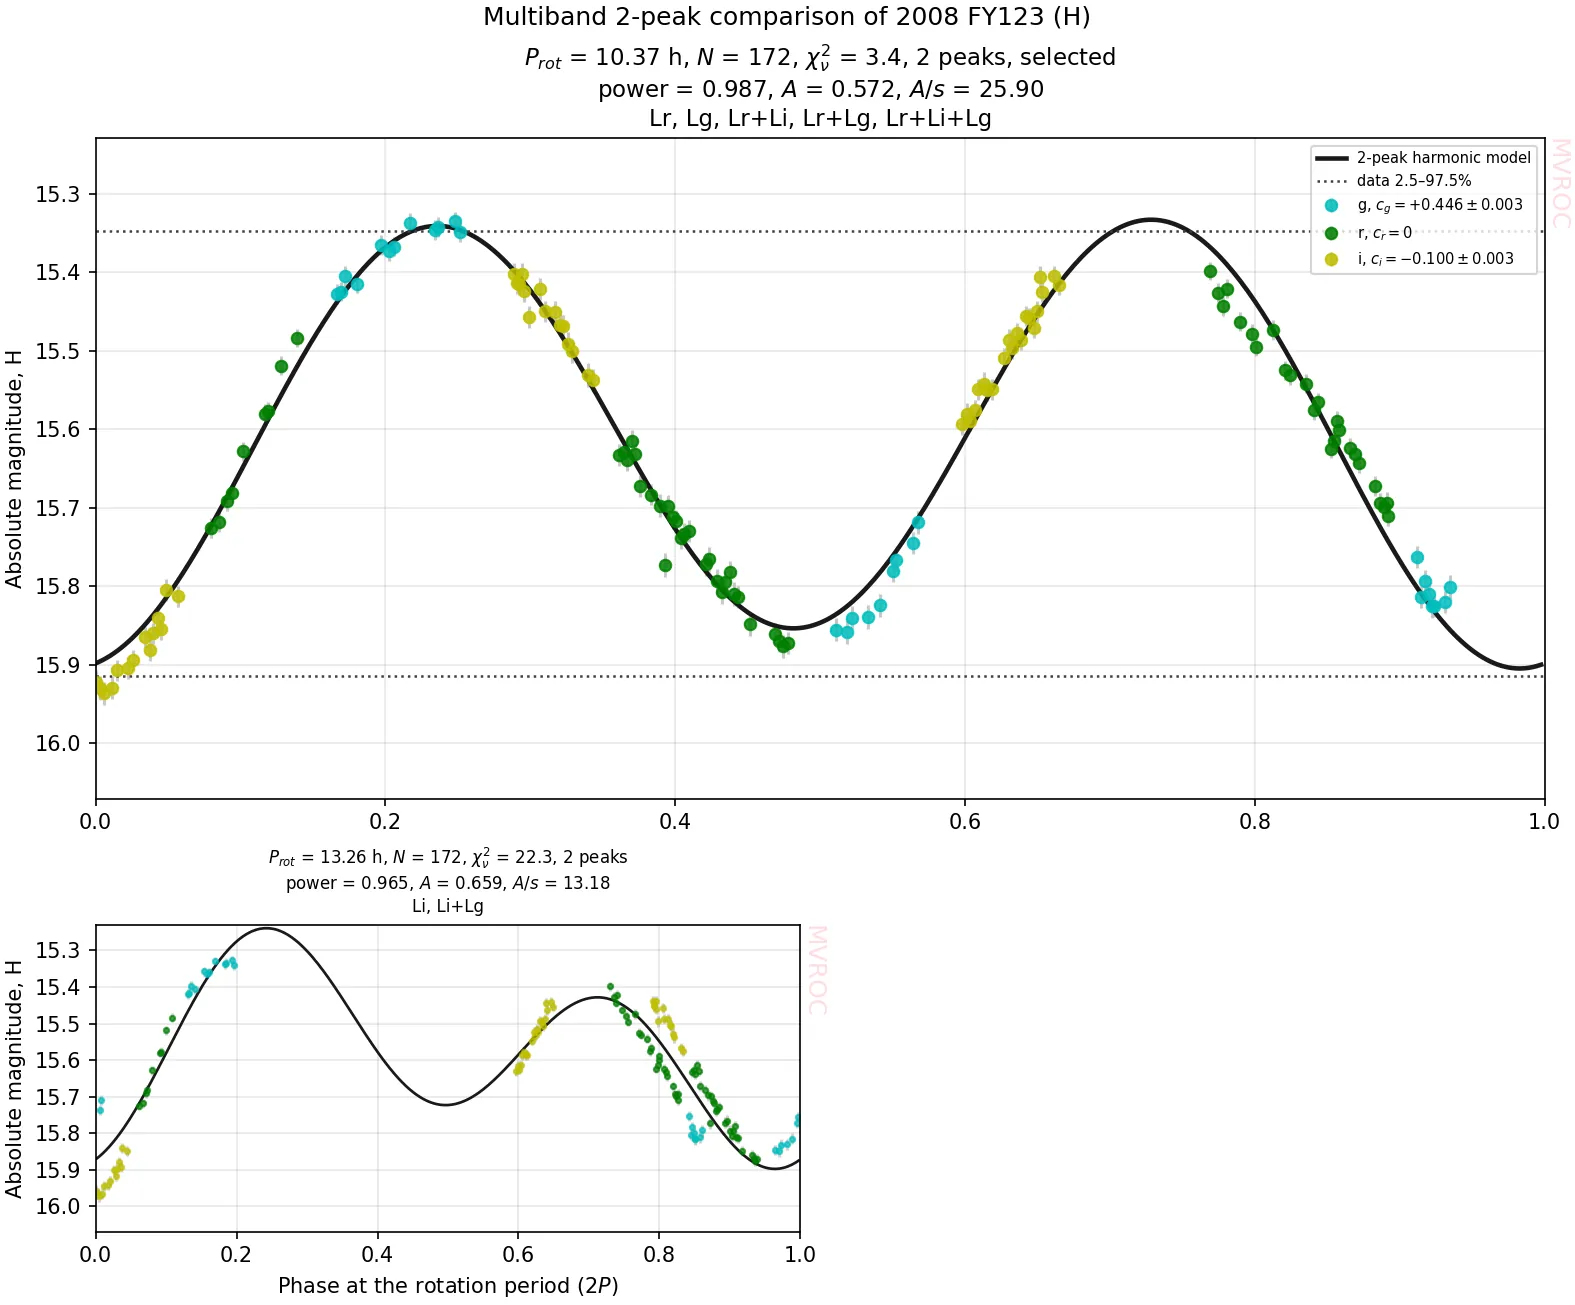 Multiband 2-peak comparison of 2008 FY123 (H)
P_rot = 10.37 h, N = 172, χ²_ν = 3.4, 2 peaks, selected
power = 0.987, A = 0.572, A/s = 25.90
Lr, Lg, Lr+Li, Lr+Lg, Lr+Li+Lg
MVROC
2-peak harmonic model
data 2.5–97.5%
g, c_g = +0.446 ± 0.003
r, c_r = 0
i, c_i = −0.100 ± 0.003
Absolute magnitude, H
15.3
15.4
15.5
15.6
15.7
15.8
15.9
16.0
0.0 0.2 0.4 0.6 0.8 1.0
P_rot = 13.26 h, N = 172, χ²_ν = 22.3, 2 peaks
power = 0.965, A = 0.659, A/s = 13.18
Li, Li+Lg
MVROC
Absolute magnitude, H
15.3
15.4
15.5
15.6
15.7
15.8
15.9
16.0
0.0 0.2 0.4 0.6 0.8 1.0
Phase at the rotation period (2P)